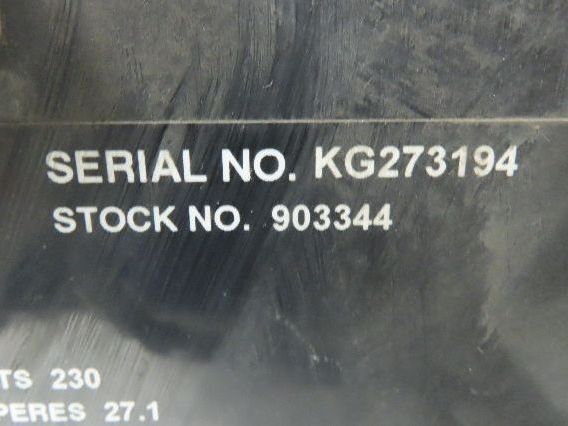 SERIAL NO. KG273194
STOCK NO. 903344
TS 230
PERES 27.1